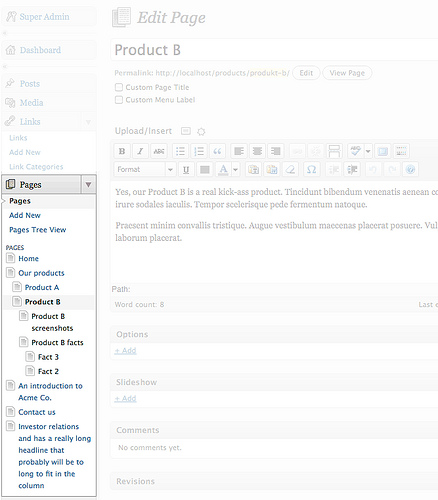 Super Admin
Edit Page
Dashboard
Product B
Permalink: http://localhost/products/produkt-b/ Edit View Page
Posts
Custom Page Title
Media
Custom Menu Label
Links
Links
Upload/Insert
Add New
Link Categories
B I ABC
Format U A
Pages
Pages
Add New
Pages Tree View
PAGES
Home
Our products
Product A
Product B
Product B
screenshots
Product B facts
Fact 3
Fact 2
An introduction to
Acme Co.
Contact us
Investor relations
and has a really long
headline that
probably will be to
long to fit in the
column
Yes, our Product B is a real kick-ass product. Tincidunt bibendum venenatis aenean co
irure sodales iaculis. Tempor scelerisque pede fermentum natoque.
Praesent minim convallis tristique. Augue vestibulum maecenas placerat posuere. Vul
laborum placerat.
Path:
Word count: 8 Last e
Options
+ Add
Slideshow
+ Add
Comments
No comments yet.
Revisions